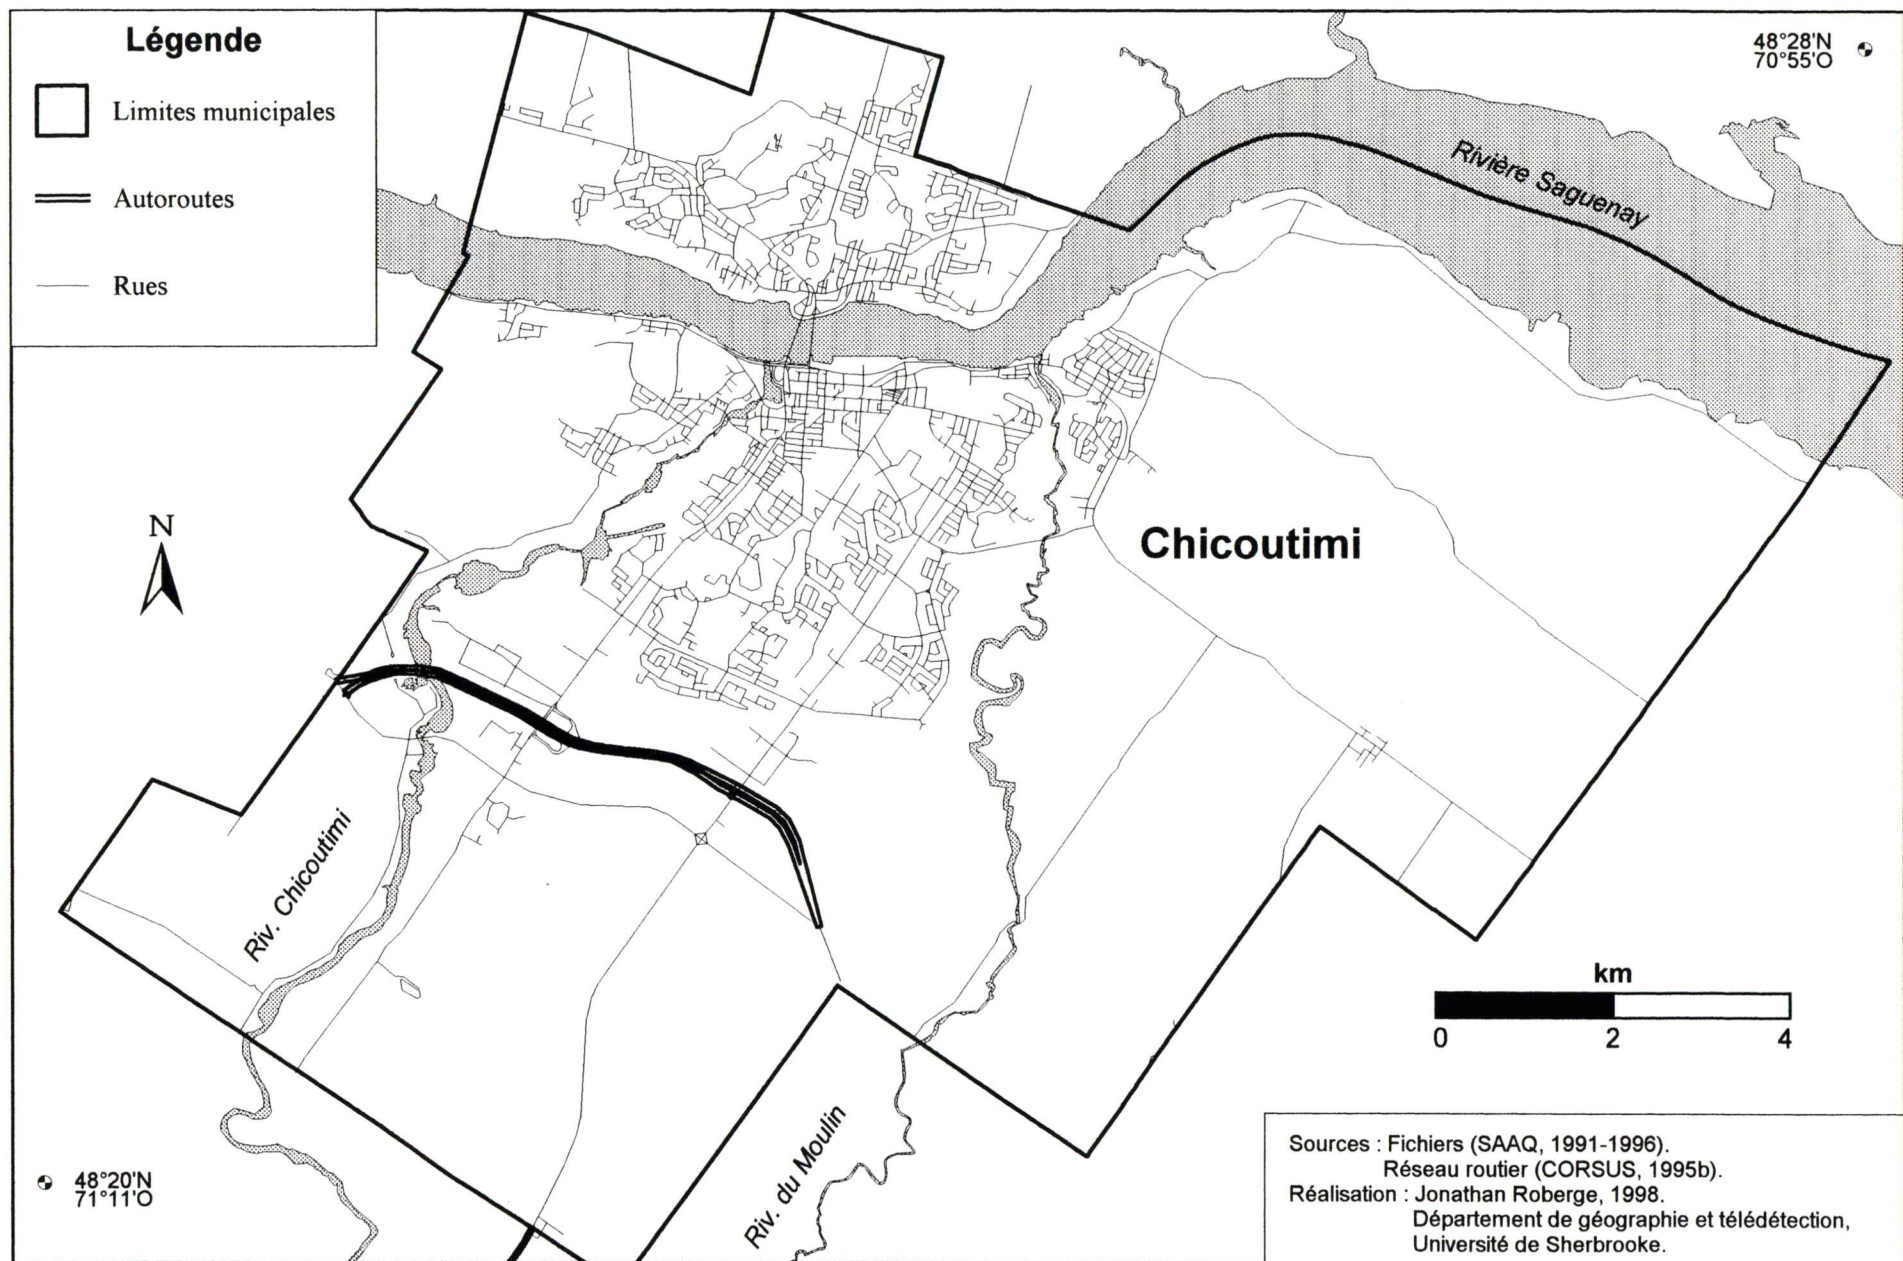 Légende
Limites municipales
Autoroutes
Rues
48°28'N
70°55'O
Rivière Saguenay
N
Chicoutimi
Riv. Chicoutimi
km
0 2 4
Riv. du Moulin
48°20'N
71°11'O
Sources : Fichiers (SAAQ, 1991-1996).
Réseau routier (CORSUS, 1995b).
Réalisation : Jonathan Roberge, 1998.
Département de géographie et télédétection,
Université de Sherbrooke.